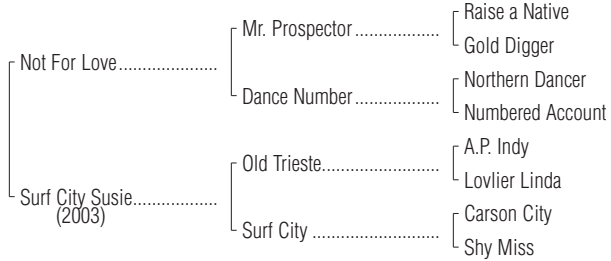 Raise a Native
Mr. Prospector ...................
Gold Digger
Not For Love......................
Northern Dancer
Dance Number ...................
Numbered Account
A.P. Indy
Old Trieste..........................
Lovlier Linda
Surf City Susie...................
(2003)
Carson City
Surf City ............................
Shy Miss